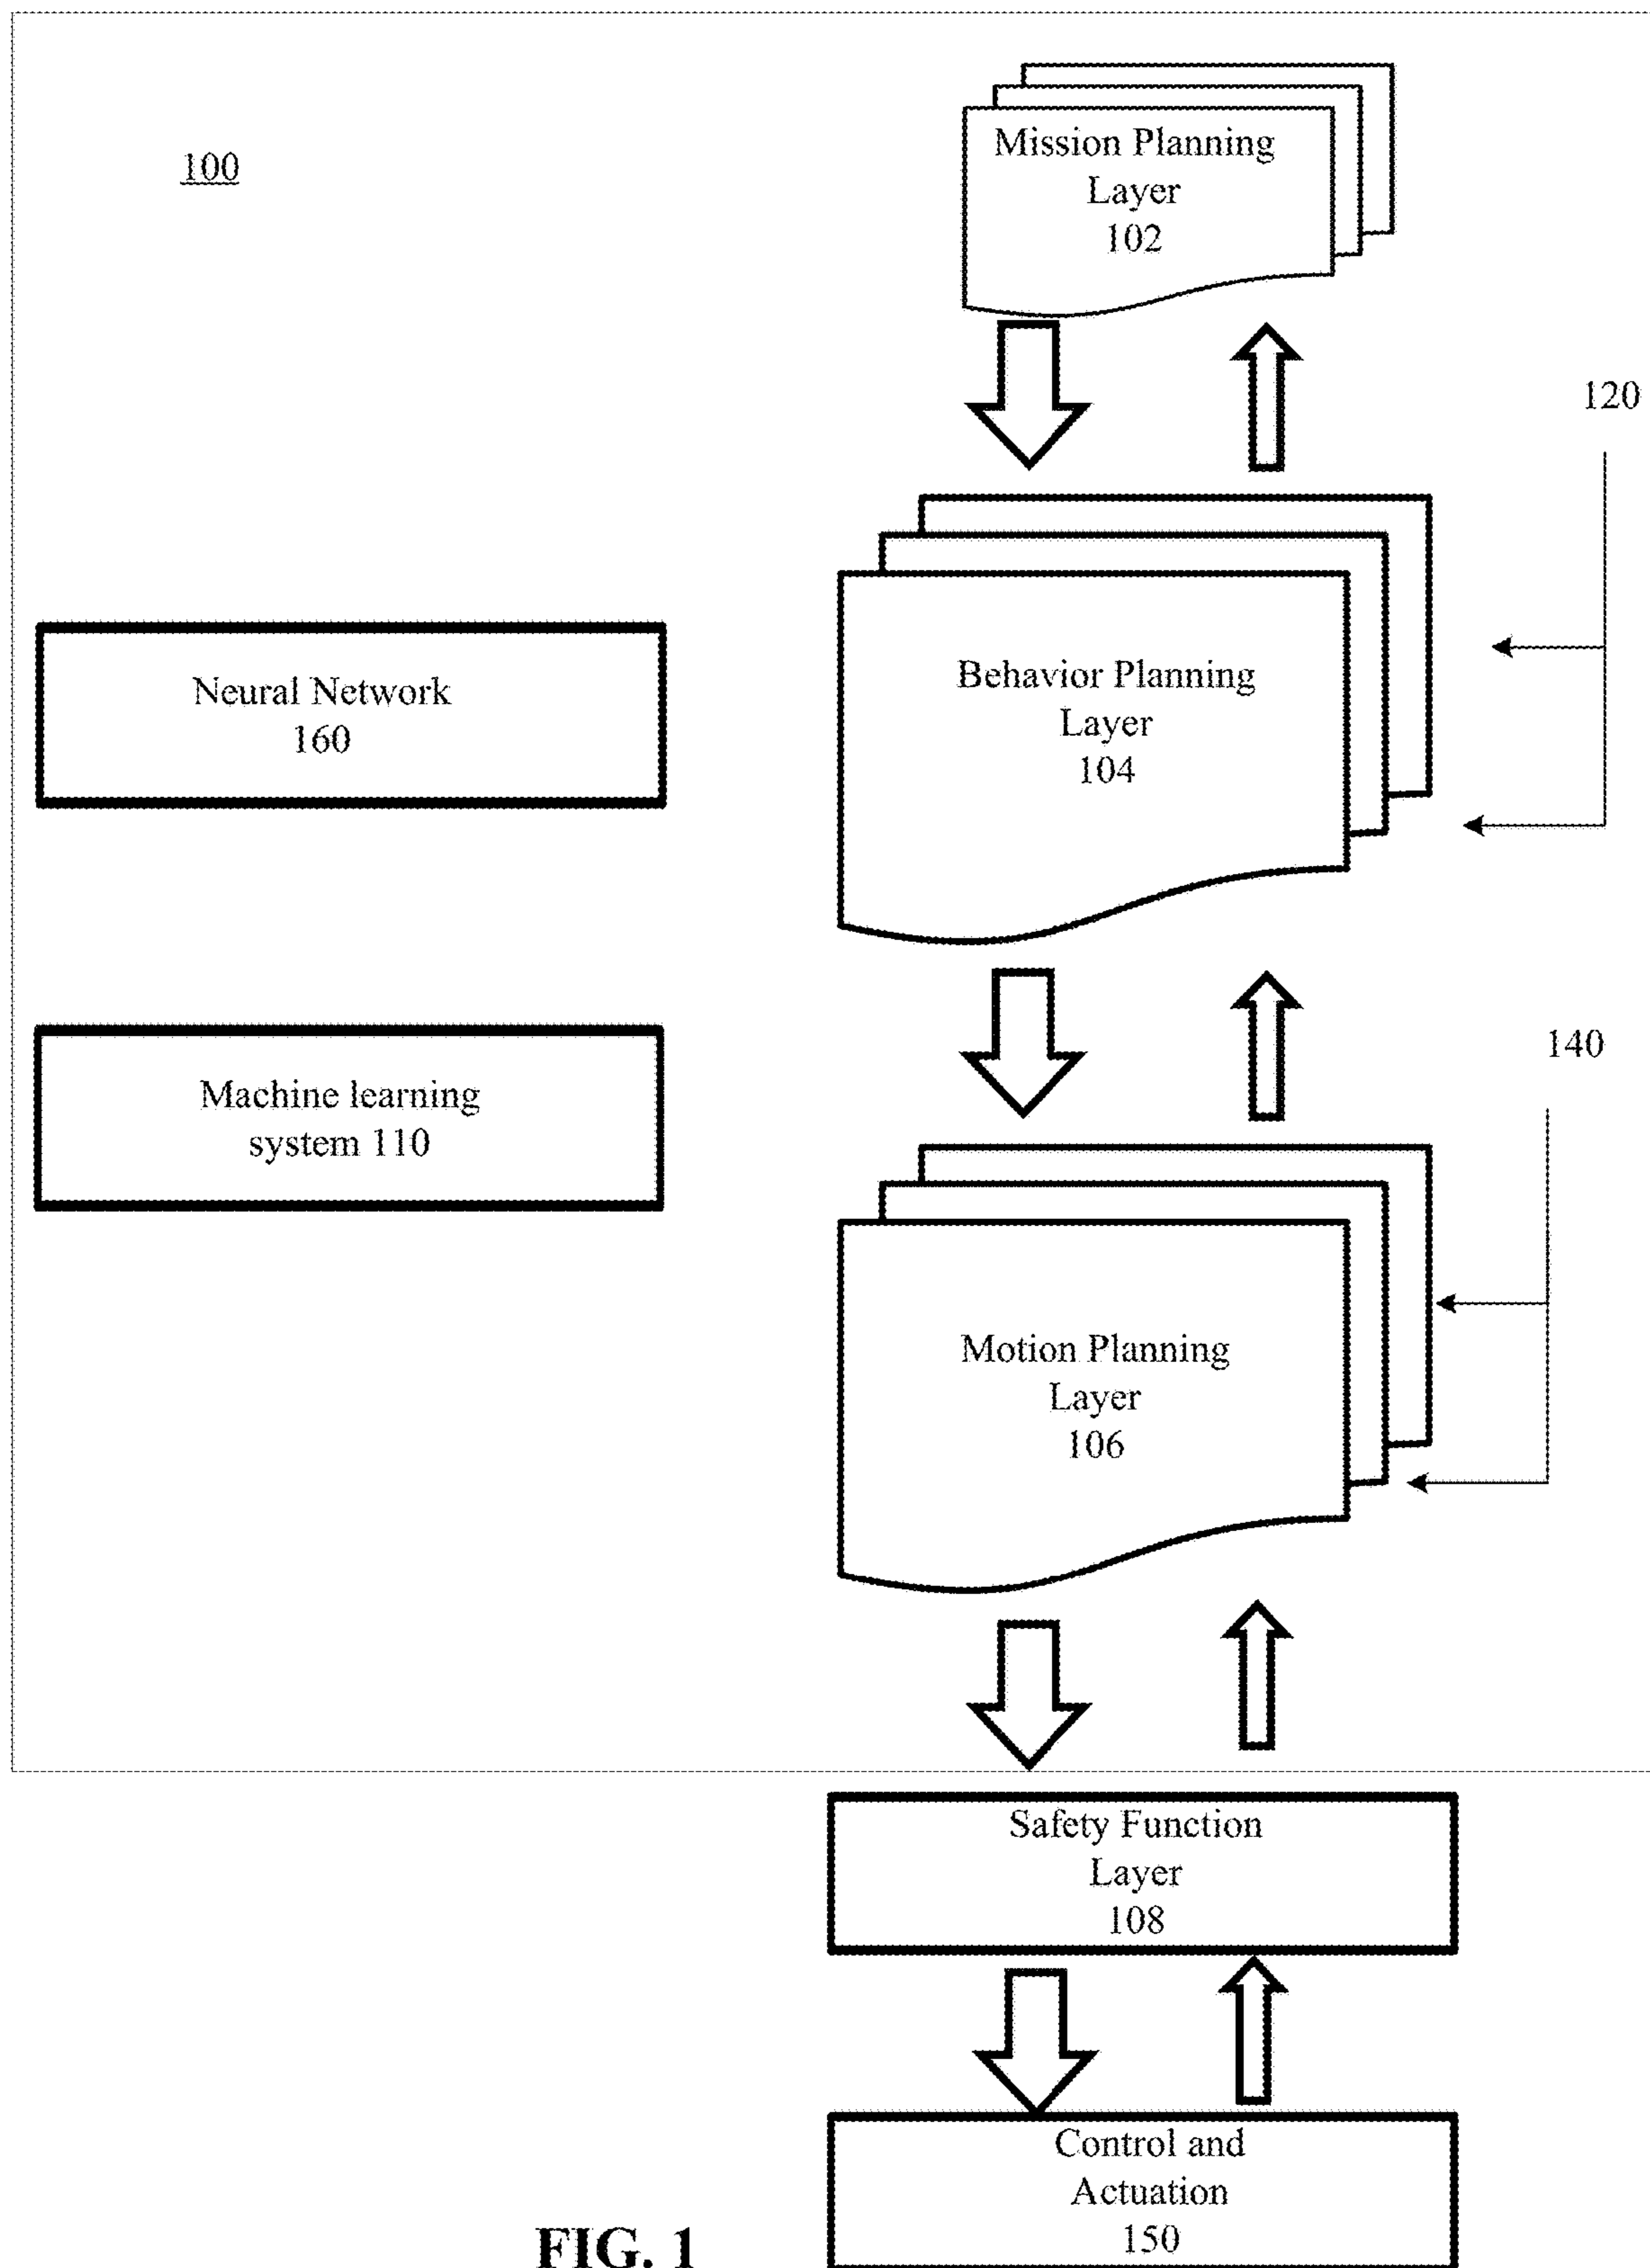 100
Mission Planning
Layer
102
120
Neural Network
160
Behavior Planning
Layer
104
Machine learning
system 110
140
Motion Planning
Layer
106
Safety Function
Layer
108
Control and
Actuation
150
FIG. 1